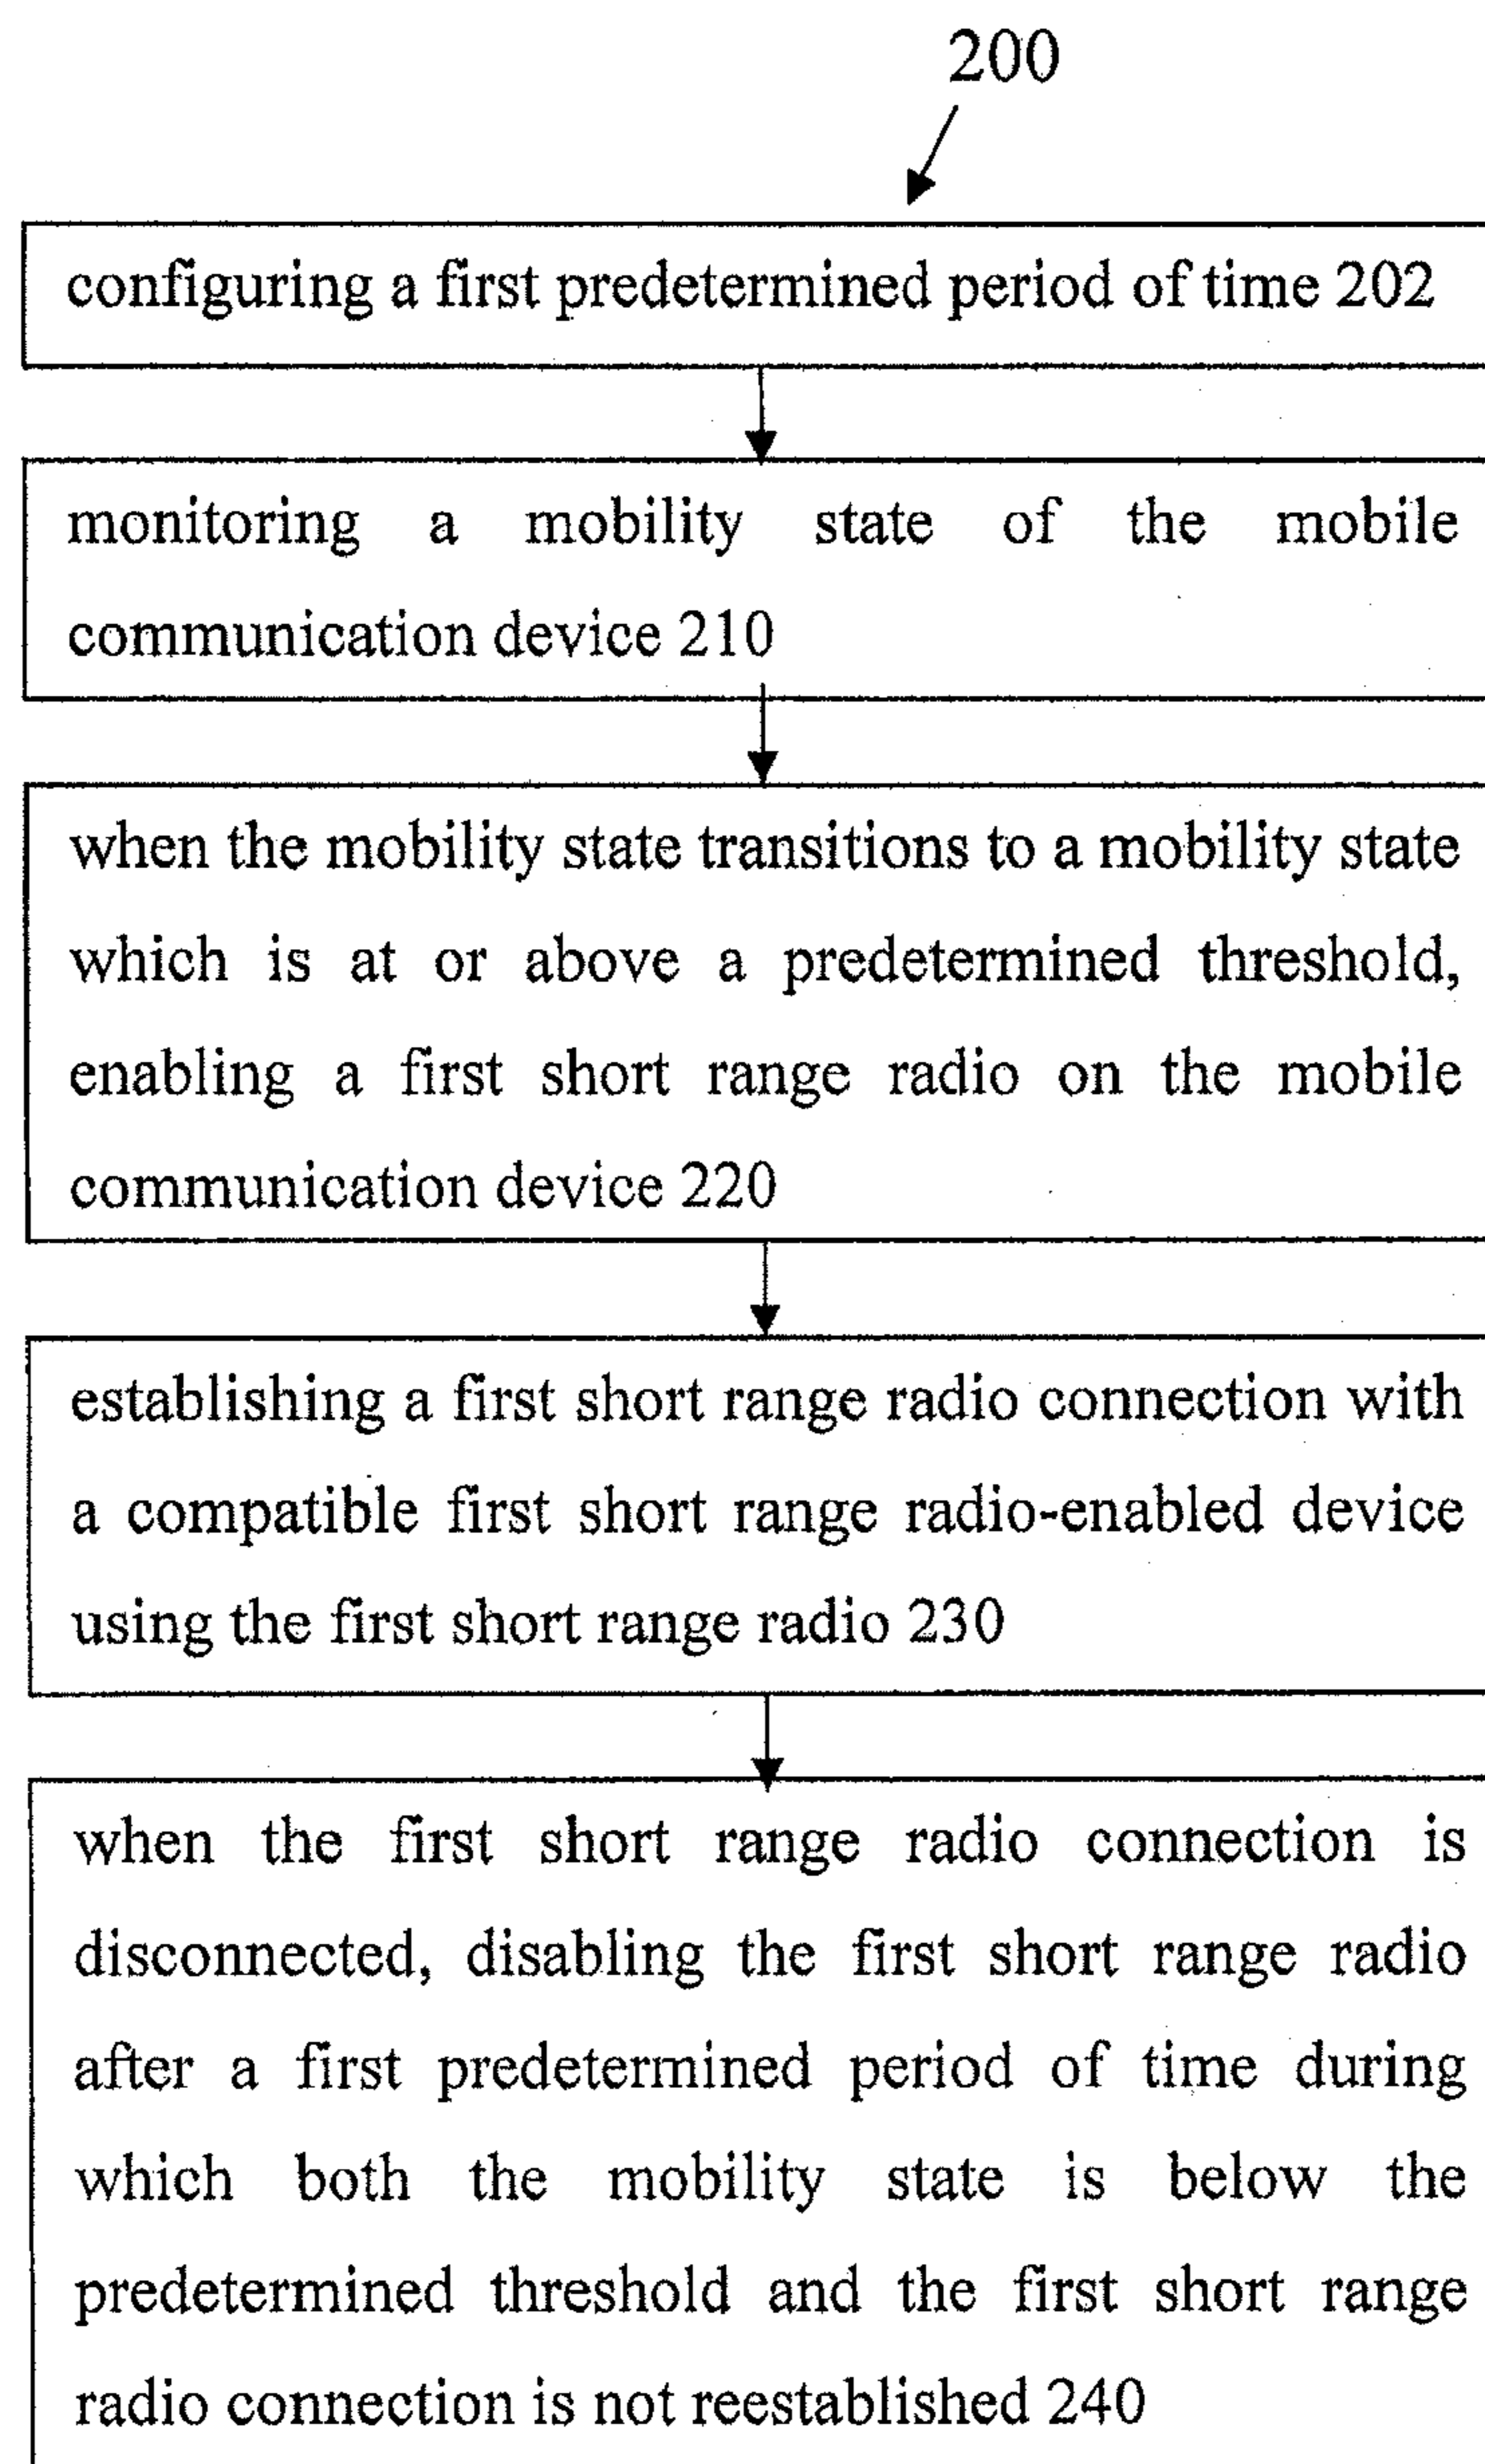 200
configuring a first predetermined period of time 202
monitoring a mobility state of the mobile
communication device 210
when the mobility state transitions to a mobility state
which is at or above a predetermined threshold,
enabling a first short range radio on the mobile
communication device 220
establishing a first short range radio connection with
a compatible first short range radio-enabled device
using the first short range radio 230
when the first short range radio connection is
disconnected, disabling the first short range radio
after a first predetermined period of time during
which both the mobility state is below the
predetermined threshold and the first short range
radio connection is not reestablished 240